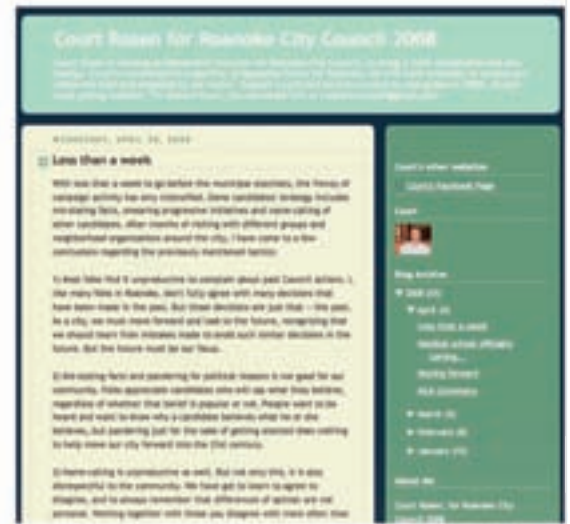 Court Rosen for Roanoke City Council 2008
WEDNESDAY, APRIL 30, 2008
Less than a week
With less than a week to go before the municipal elections, the frenzy of
campaign activity has only intensified. Some candidates' strategy includes
mis-stating facts, smearing progressive initiatives and name-calling of
other candidates. After months of visiting with different groups and
neighborhood organizations around the city, I have come to a few
conclusions regarding the previously mentioned tactics:
1) Most folks find it unproductive to complain about past Council actions. I,
like many folks in Roanoke, don't fully agree with many decisions that
have been made in the past. But those decisions are just that -- the past.
As a city, we must move forward and look to the future, recognizing that
we should learn from mistakes made to avoid such similar decisions in the
future. But the future must be our focus.
2) Mis-stating facts and pandering for political reasons is not good for our
community. Folks appreciate candidates who will say what they believe,
regardless of whether that belief is popular or not. People want to be
heard and want to know why a candidate believes what he or she
believes, but pandering just for the sake of getting elected does nothing
to help move our city forward into the 21st century.
3) Name-calling is unproductive as well. But not only this, it is also
disrespectful to the community. We have got to learn to agree to
disagree, and to always remember that differences of opinion are not
personal. Working together with those you disagree with more often than
Court's other websites
Court's Facebook Page
Court
Blog Archive
▼ 2008
▼ April
Less than a week
Medical school officially
coming...
Moving forward
► March
► February
► January
About Me
Court Rosen, for Roanoke City
Council 2008